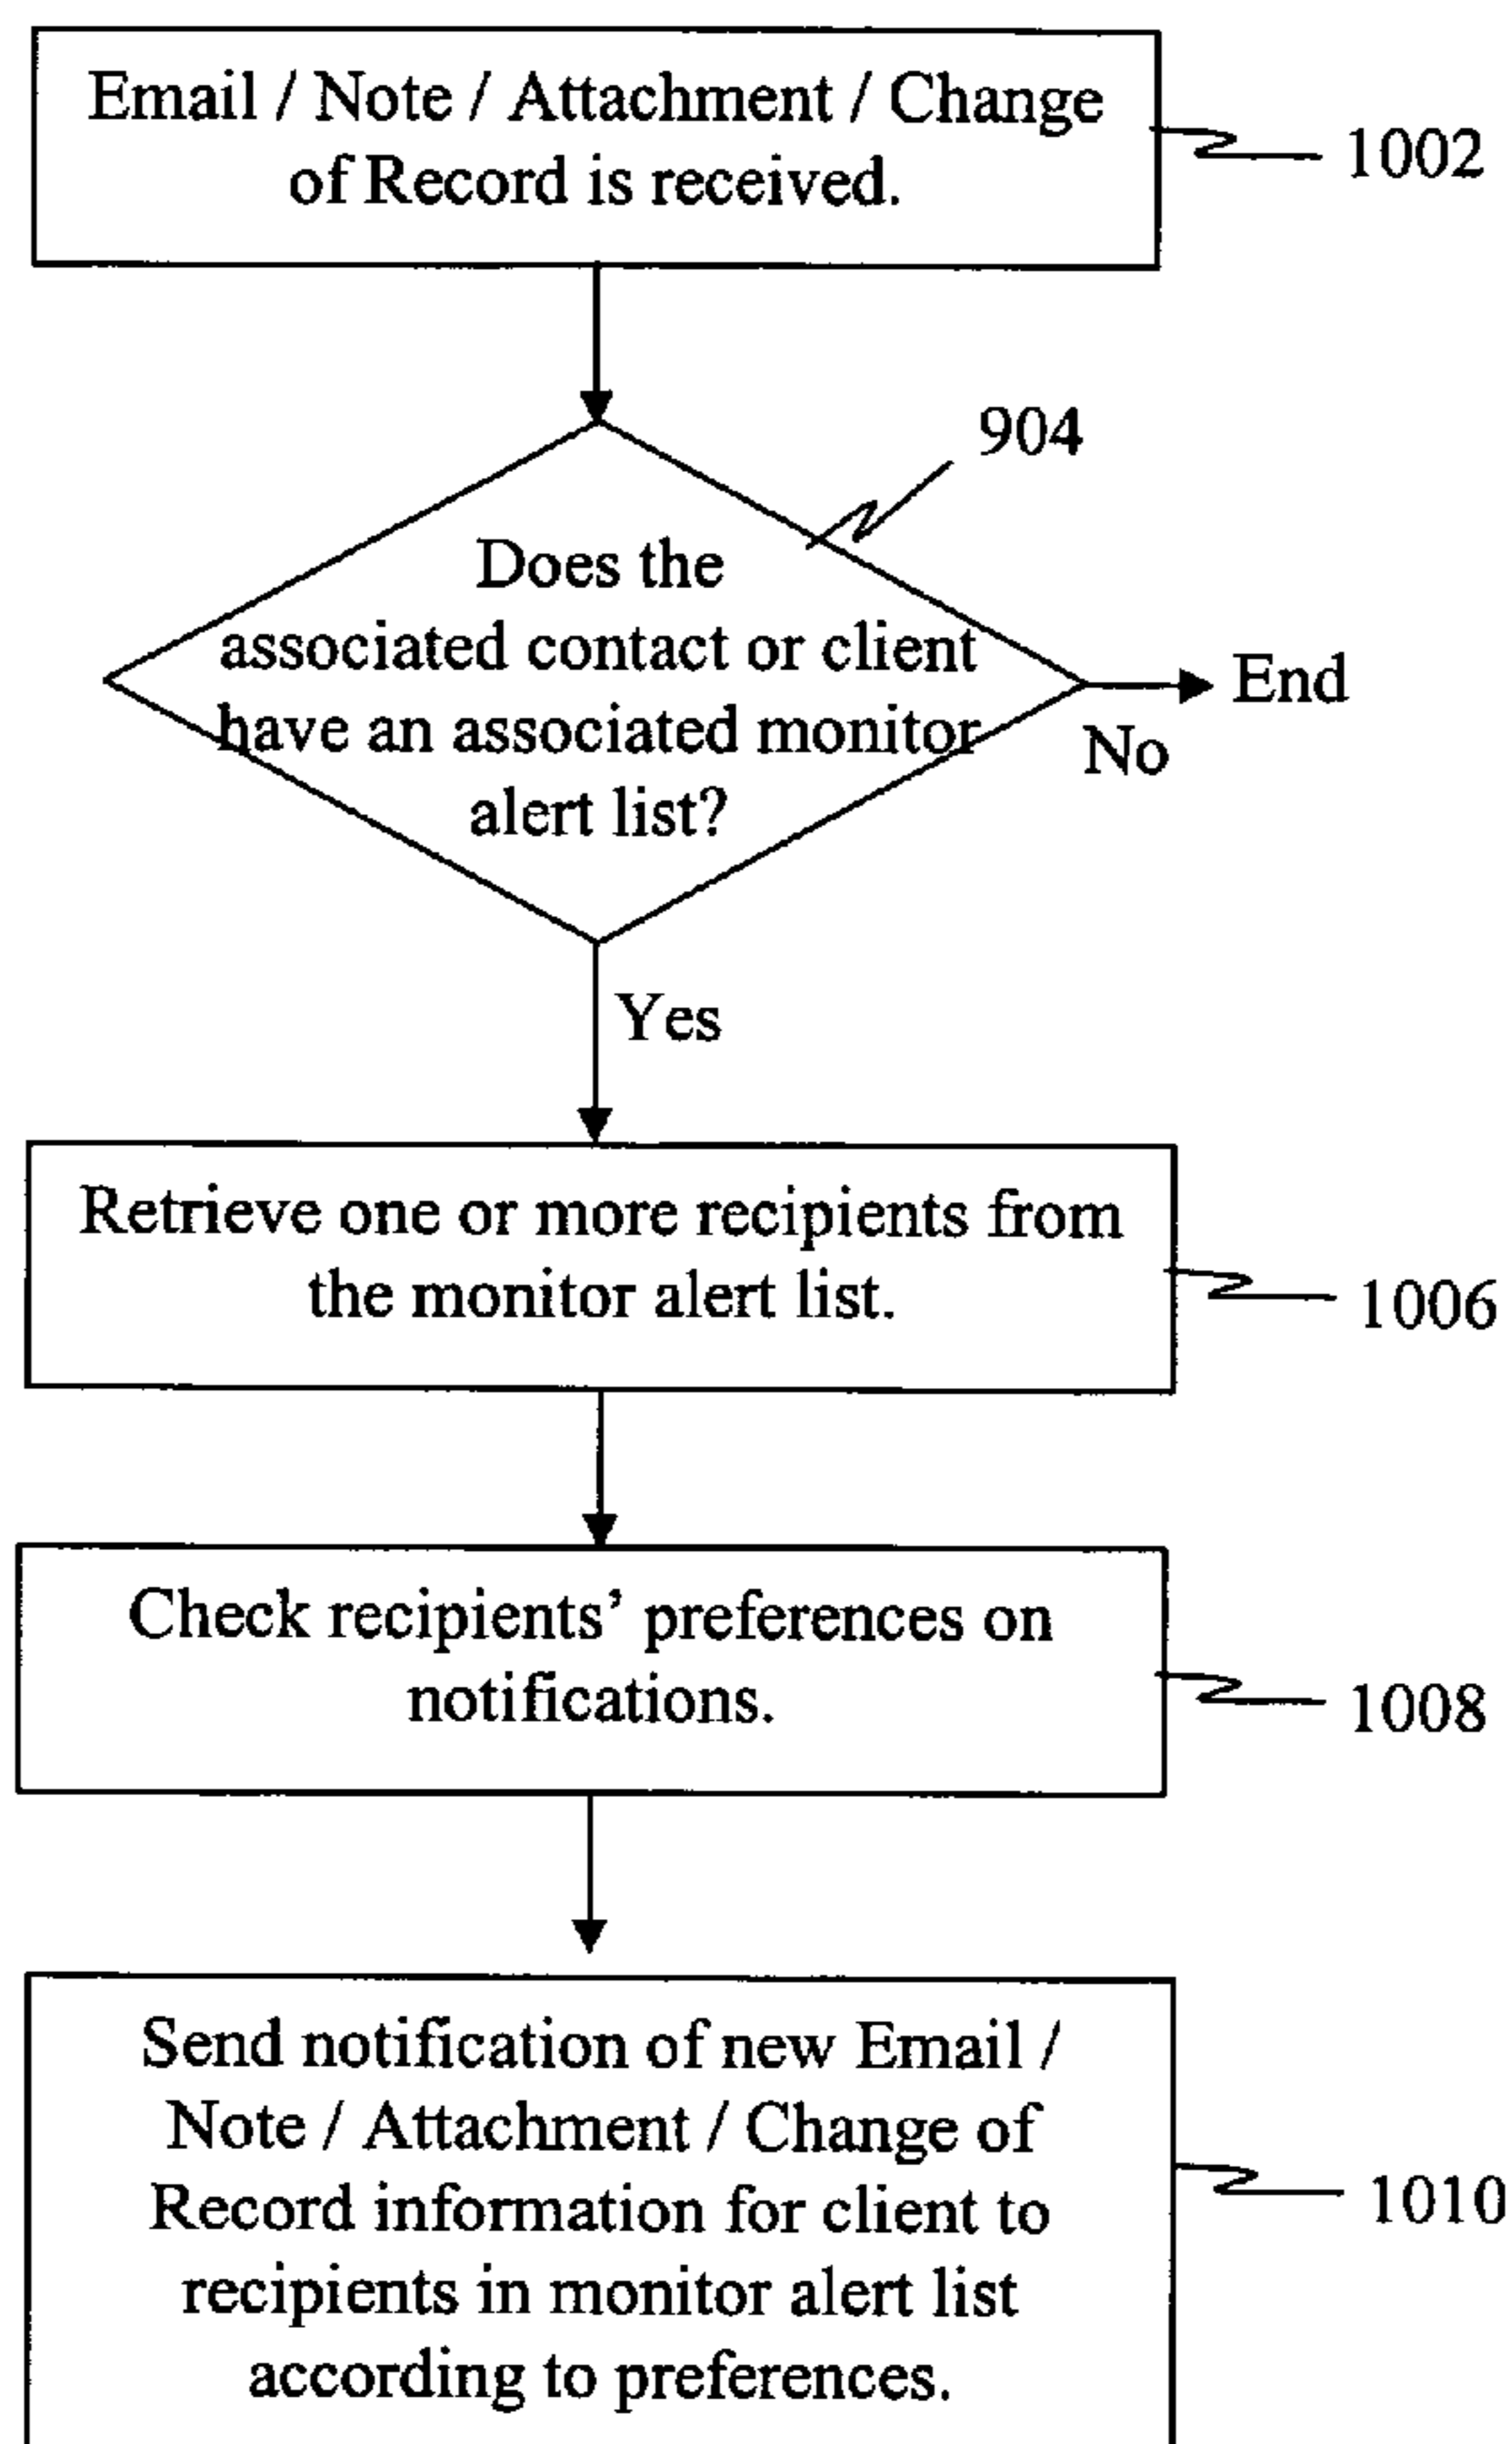 Email / Note / Attachment / Change
of Record is received.
1002
904
Does the
associated contact or client
have an associated monitor
alert list?
End
No
Yes
Retrieve one or more recipients from
the monitor alert list.
1006
Check recipients’ preferences on
notifications.
1008
Send notification of new Email /
Note / Attachment / Change of
Record information for client to
recipients in monitor alert list
according to preferences.
1010